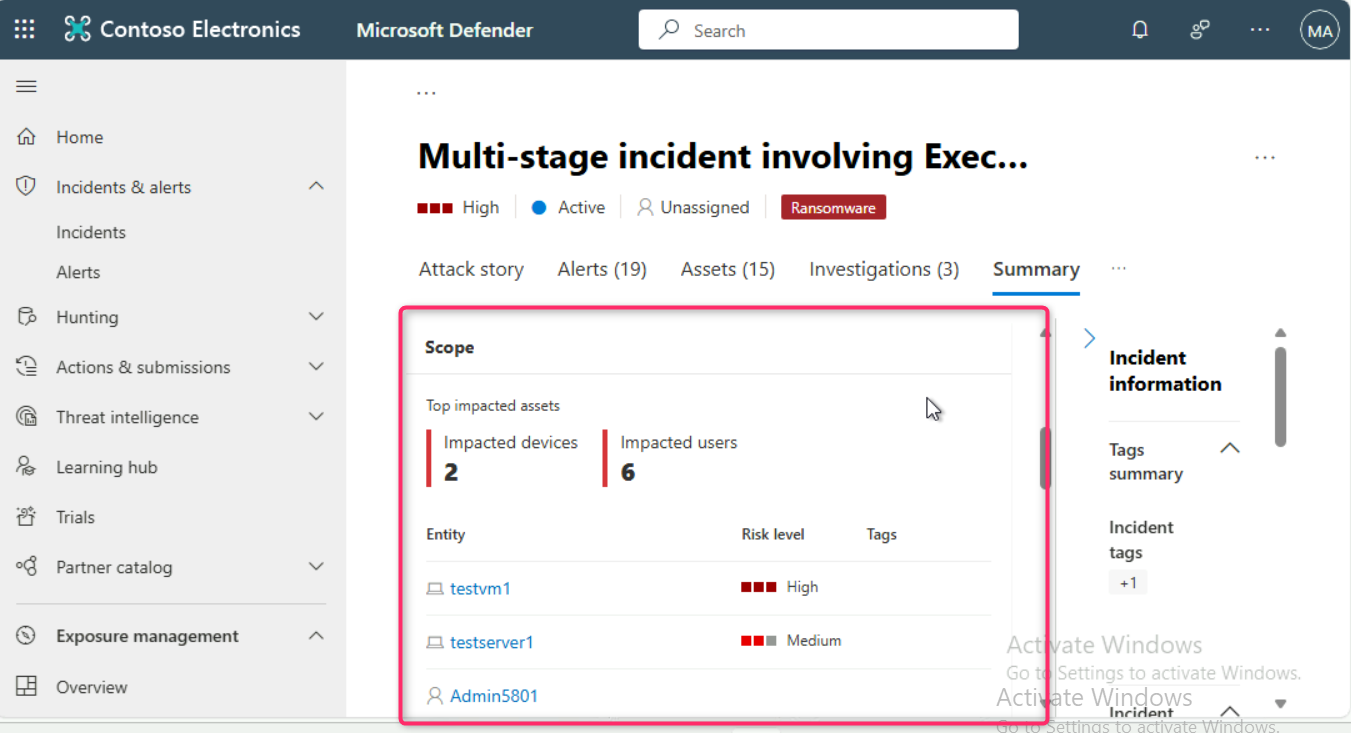 Contoso Electronics
Microsoft Defender
Search
MA
Home
Incidents & alerts
Incidents
Alerts
Hunting
Actions & submissions
Threat intelligence
Learning hub
Trials
Partner catalog
Exposure management
Overview
...
Multi-stage incident involving Exec...
High
Active
Unassigned
Ransomware
Attack story
Alerts (19)
Assets (15)
Investigations (3)
Summary
Scope
Top impacted assets
Impacted devices
2
Impacted users
6
Entity
Risk level
Tags
testvm1
High
testserver1
Medium
Admin5801
Incident
information
Tags
summary
Incident
tags
+1
Incident
Activate Windows
Go to Settings to activate Windows.
Activate Windows
Go to Settings to activate Windows.